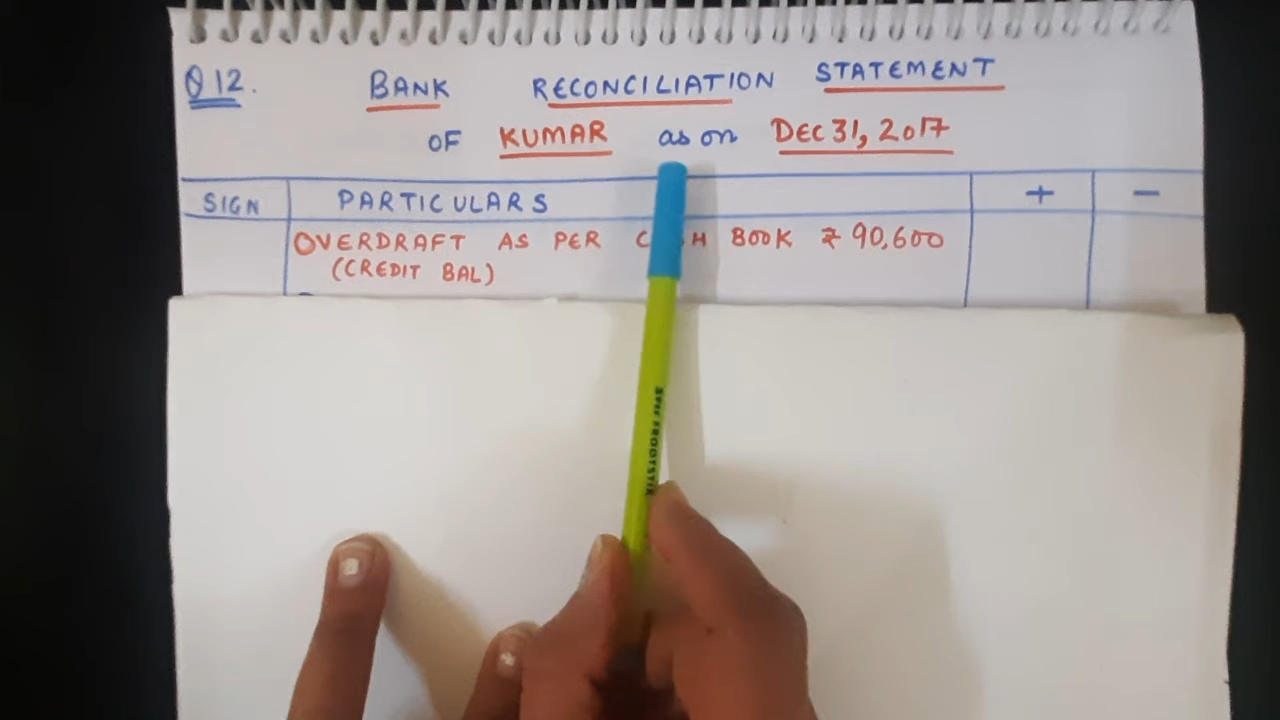 Q 12. BANK RECONCILIATION STATEMENT
OF KUMAR as on DEC 31, 2017
SIGN PARTICULARS + −
OVERDRAFT AS PER BOOK ₹ 90,600
(CREDIT BAL)